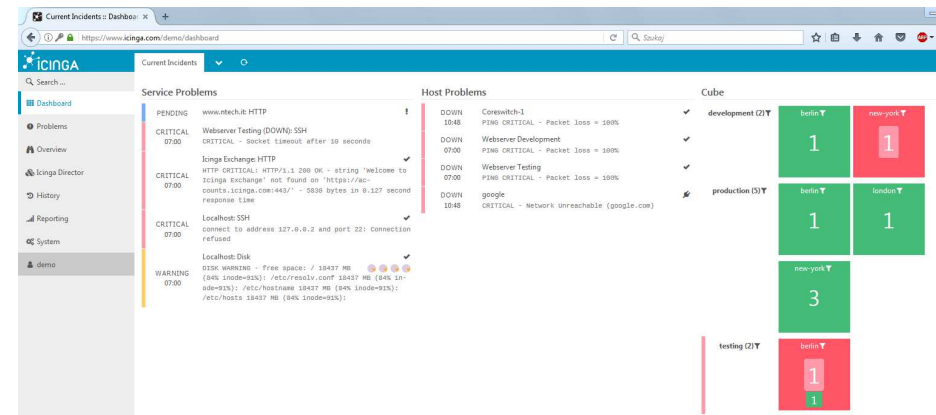 Current Incidents :: Dashboar ×
https://www.icinga.com/demo/dashboard
Szukaj
ABP
icinga
Current Incidents
Search ...
Dashboard
Problems
Overview
Icinga Director
History
Reporting
System
demo
Service Problems
PENDING www.ntech.it: HTTP
CRITICAL Webserver Testing (DOWN): SSH
07:00 CRITICAL - Socket timeout after 10 seconds
Icinga Exchange: HTTP
CRITICAL HTTP CRITICAL: HTTP/1.1 200 OK - string 'Welcome to
07:00 Icinga Exchange' not found on 'https://ac-
counts.icinga.com:443/' - 5830 bytes in 0.127 second
response time
Localhost: SSH
CRITICAL connect to address 127.0.0.2 and port 22: Connection
07:00 refused
Localhost: Disk
DISK WARNING - free space: / 18437 MB
WARNING (84% inode=91%): /etc/resolv.conf 18437 MB (84% in-
07:00 ode=91%): /etc/hostname 18437 MB (84% inode=91%):
/etc/hosts 18437 MB (84% inode=91%):
Host Problems
DOWN Coreswitch-1
10:48 PING CRITICAL - Packet loss = 100%
DOWN Webserver Development
07:00 PING CRITICAL - Packet loss = 100%
DOWN Webserver Testing
07:00 PING CRITICAL - Packet loss = 100%
DOWN google
10:48 CRITICAL - Network Unreachable (google.com)
Cube
development (2)
berlin
1
new-york
1
production (5)
berlin
1
london
1
new-york
3
testing (2)
berlin
1
1